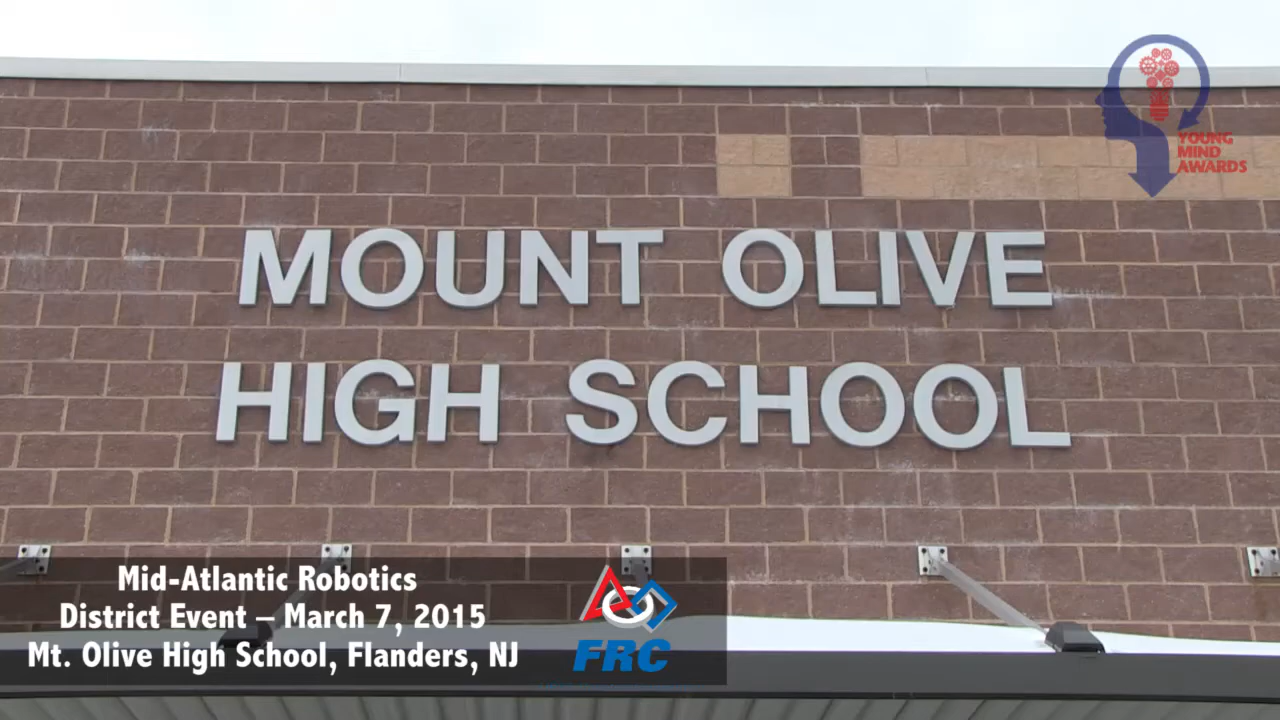 YOUNG
MIND
AWARDS
MOUNT OLIVE
HIGH SCHOOL
Mid-Atlantic Robotics
District Event – March 7, 2015
Mt. Olive High School, Flanders, NJ
FRC